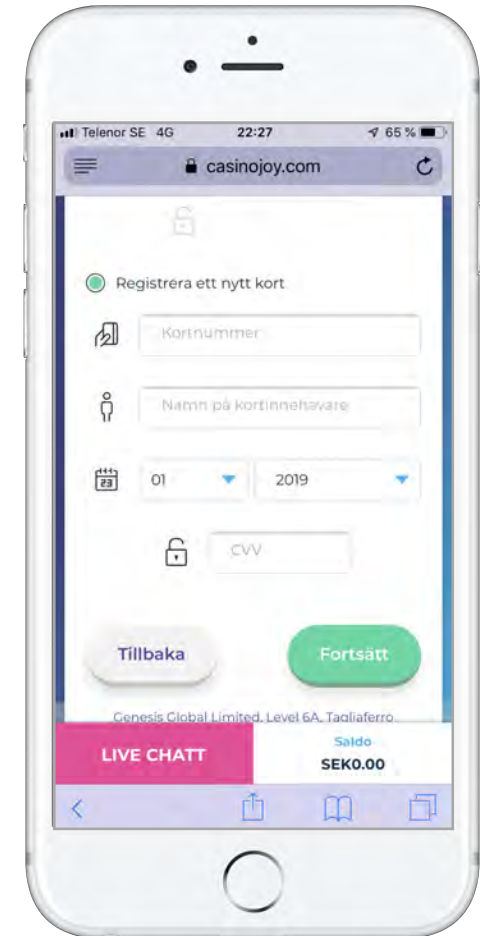 Telenor SE 4G 22:27 65 %
casinojoy.com
Registrera ett nytt kort
Kortnummer
Namn på kortinnehavare
23 01 2019
CVV
Tillbaka Fortsätt
Genesis Global Limited, Level 6A, Tagliaferro
LIVE CHATT
Saldo
SEK0.00